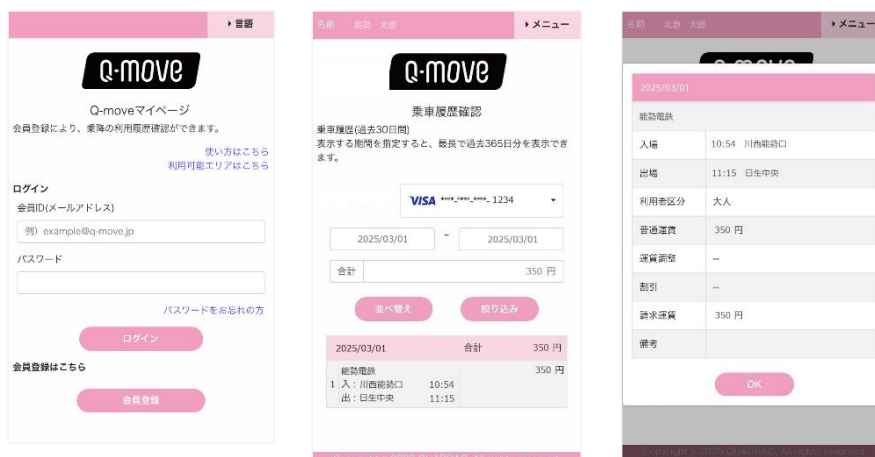 ▸言語
Q-move
Q-moveマイページ
会員登録により、乗降の利用履歴確認ができます。
使い方はこちら
利用可能エリアはこちら
ログイン
会員ID(メールアドレス)
例）example@q-move.jp
パスワード
パスワードをお忘れの方
ログイン
会員登録はこちら
会員登録
名前 能勢 太郎
▸メニュー
Q-move
乗車履歴確認
乗車履歴(過去30日間)
表示する期間を指定すると、最長で過去365日分を表示できます。
VISA ****-****-****- 1234
2025/03/01 ~ 2025/03/01
合計 350 円
並べ替え 絞り込み
2025/03/01 合計 350 円
能勢電鉄 350 円
1 入：川西能勢口 10:54
出：日生中央 11:15
名前 ：北急 太郎
▸メニュー
2025/03/01
能勢電鉄
入場 10:54 川西能勢口
出場 11:15 日生中央
利用者区分 大人
普通運賃 350 円
運賃調整 --
割引 --
請求運賃 350 円
備考
OK
Copyright © 2020 QUADRAC. All rights reserved.